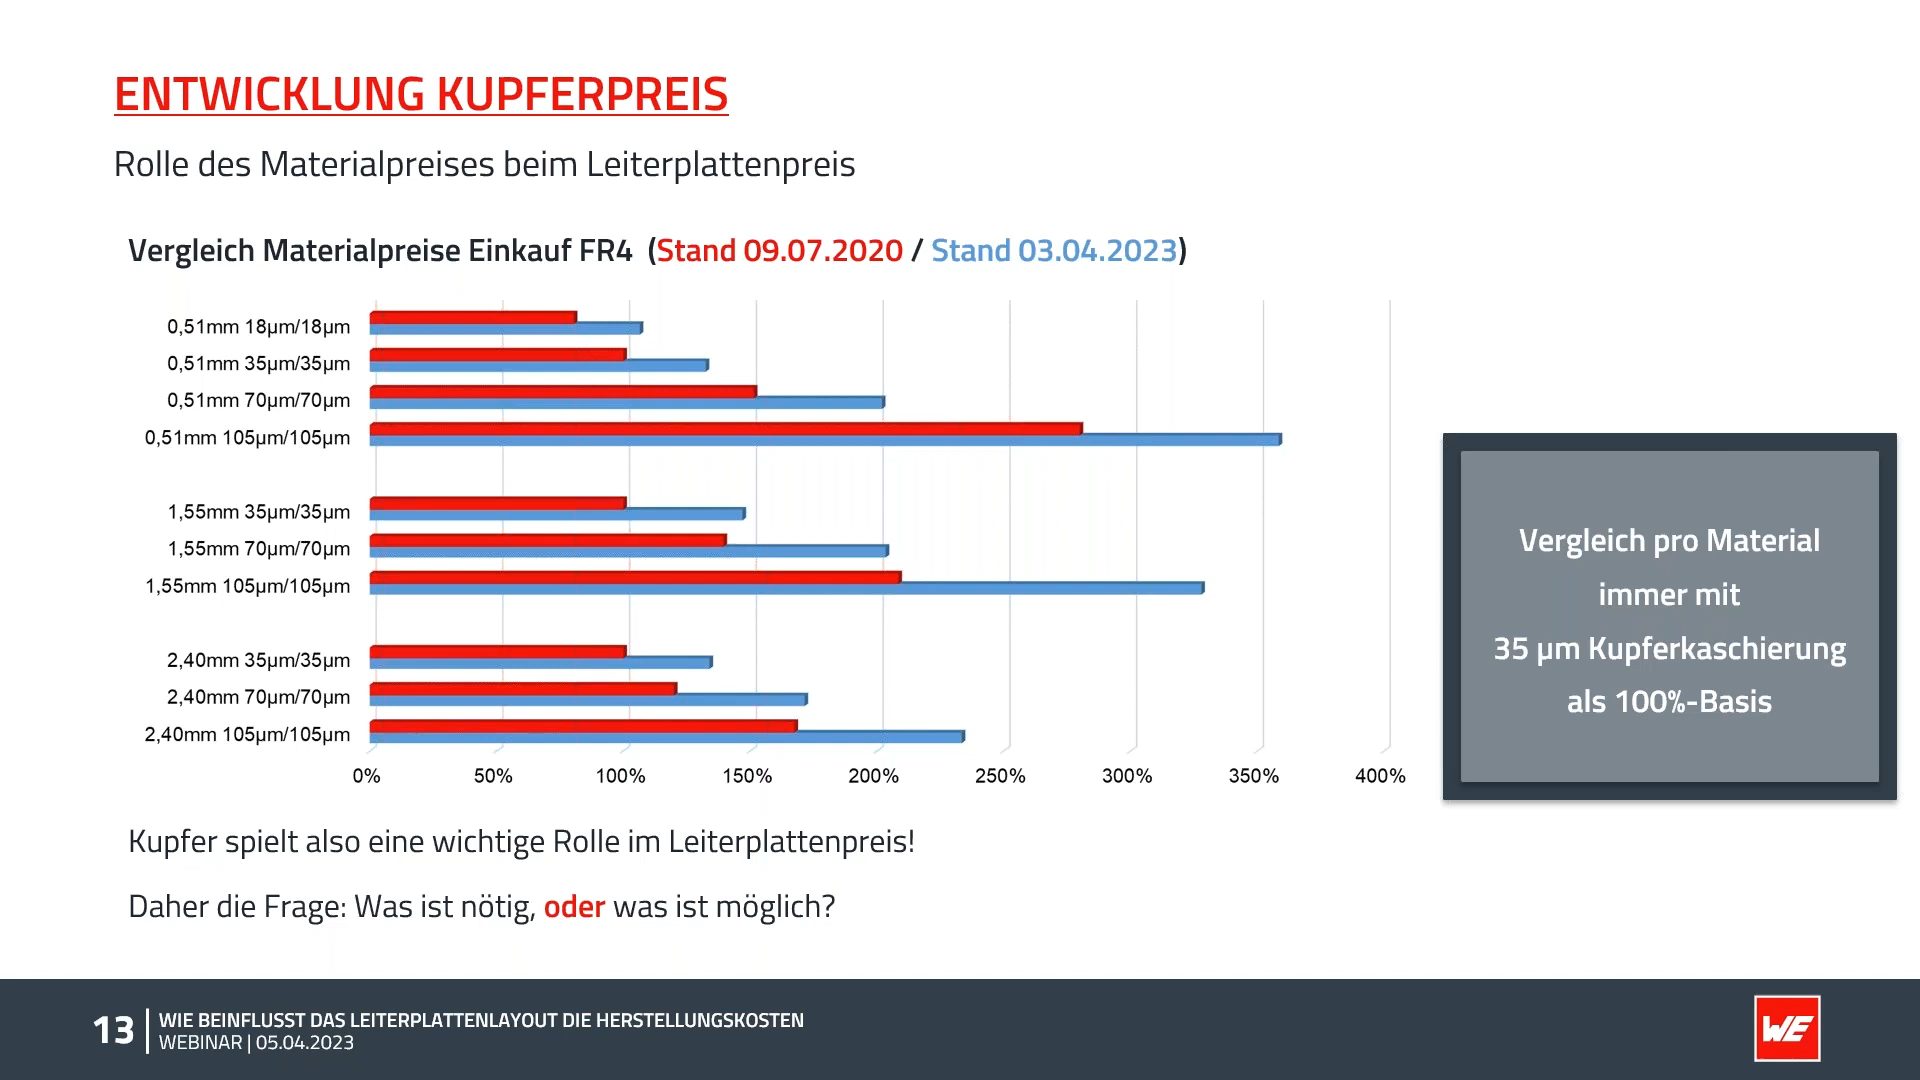 ENTWICKLUNG KUPFERPREIS
Rolle des Materialpreises beim Leiterplattenpreis
Vergleich Materialpreise Einkauf FR4 (Stand 09.07.2020 / Stand 03.04.2023)
0,51mm 18µm/18µm
0,51mm 35µm/35µm
0,51mm 70µm/70µm
0,51mm 105µm/105µm
1,55mm 35µm/35µm
1,55mm 70µm/70µm
1,55mm 105µm/105µm
2,40mm 35µm/35µm
2,40mm 70µm/70µm
2,40mm 105µm/105µm
0% 50% 100% 150% 200% 250% 300% 350% 400%
Vergleich pro Material
immer mit
35 µm Kupferkaschierung
als 100%-Basis
Kupfer spielt also eine wichtige Rolle im Leiterplattenpreis!
Daher die Frage: Was ist nötig, oder was ist möglich?
13
WIE BEINFLUSST DAS LEITERPLATTENLAYOUT DIE HERSTELLUNGSKOSTEN
WEBINAR | 05.04.2023
WE